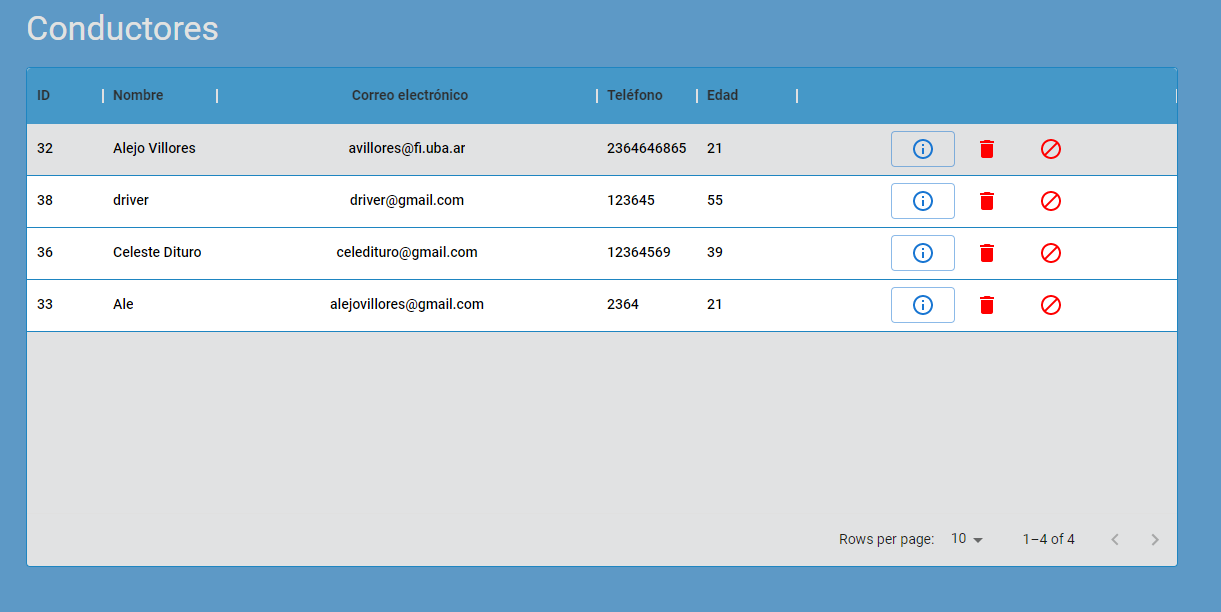 Conductores
ID Nombre Correo electrónico Teléfono Edad
32 Alejo Villores avillores@fi.uba.ar 2364646865 21
38 driver driver@gmail.com 123645 55
36 Celeste Dituro celedituro@gmail.com 12364569 39
33 Ale alejovillores@gmail.com 2364 21
Rows per page: 10 1–4 of 4